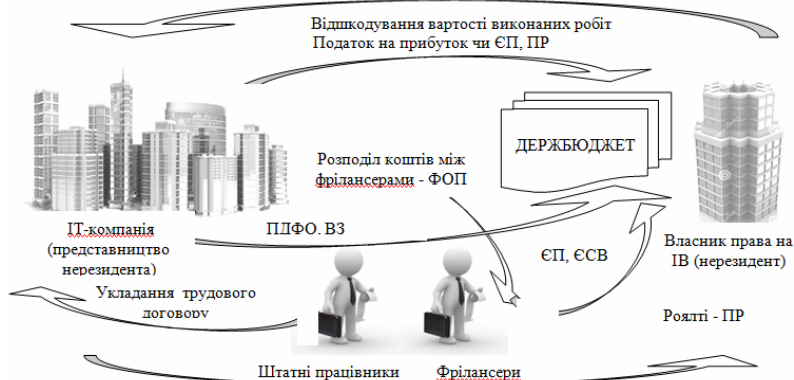 Відшкодування вартості виконаних робіт
Податок на прибуток чи ЄП, ПР
ДЕРЖБЮДЖЕТ
Розподіл коштів між
фрілансерами - ФОП
ІТ-компанія
(представництво
нерезидента)
ПДФО, ВЗ
ЄП, ЄСВ
Власник права на
ІВ (нерезидент)
Укладання трудового
договору
Роялті - ПР
Штатні працівники
Фрілансери